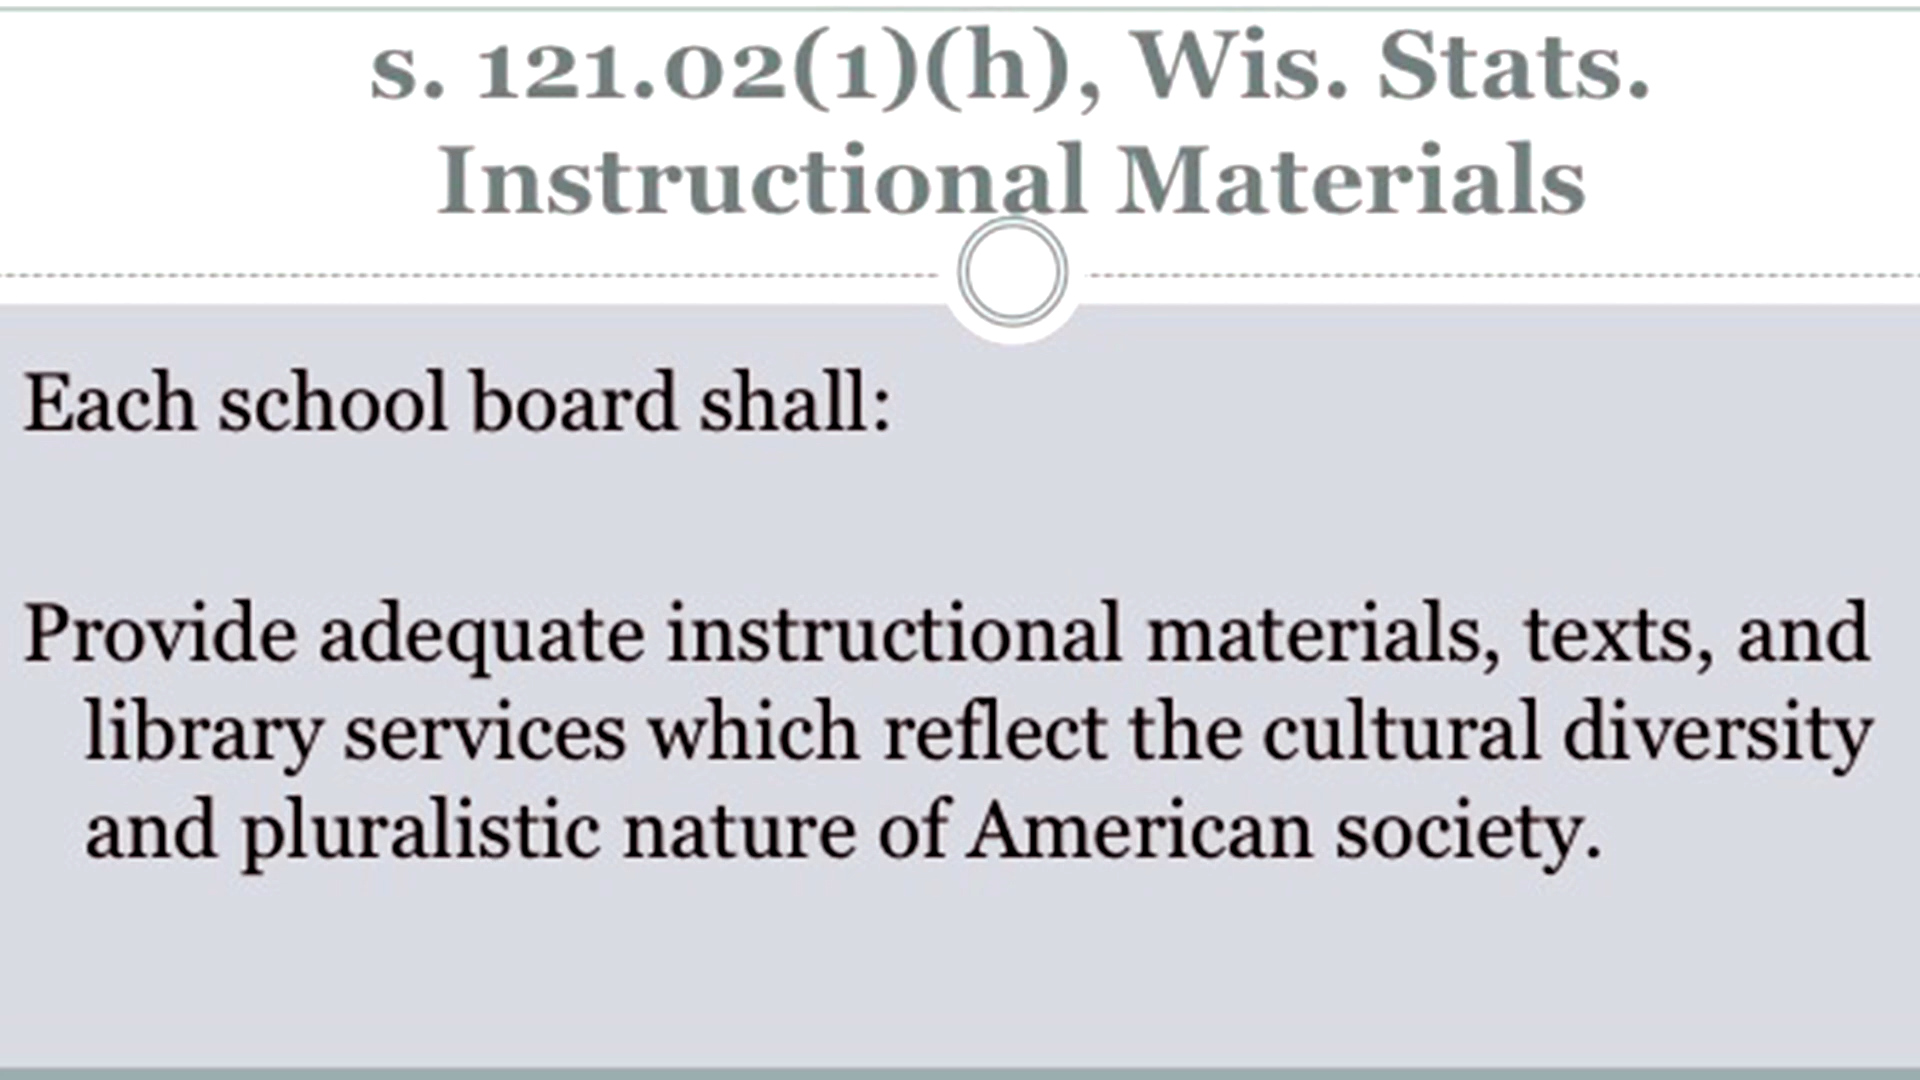 s. 121.02(1)(h), Wis. Stats.
Instructional Materials
Each school board shall:
Provide adequate instructional materials, texts, and
library services which reflect the cultural diversity
and pluralistic nature of American society.